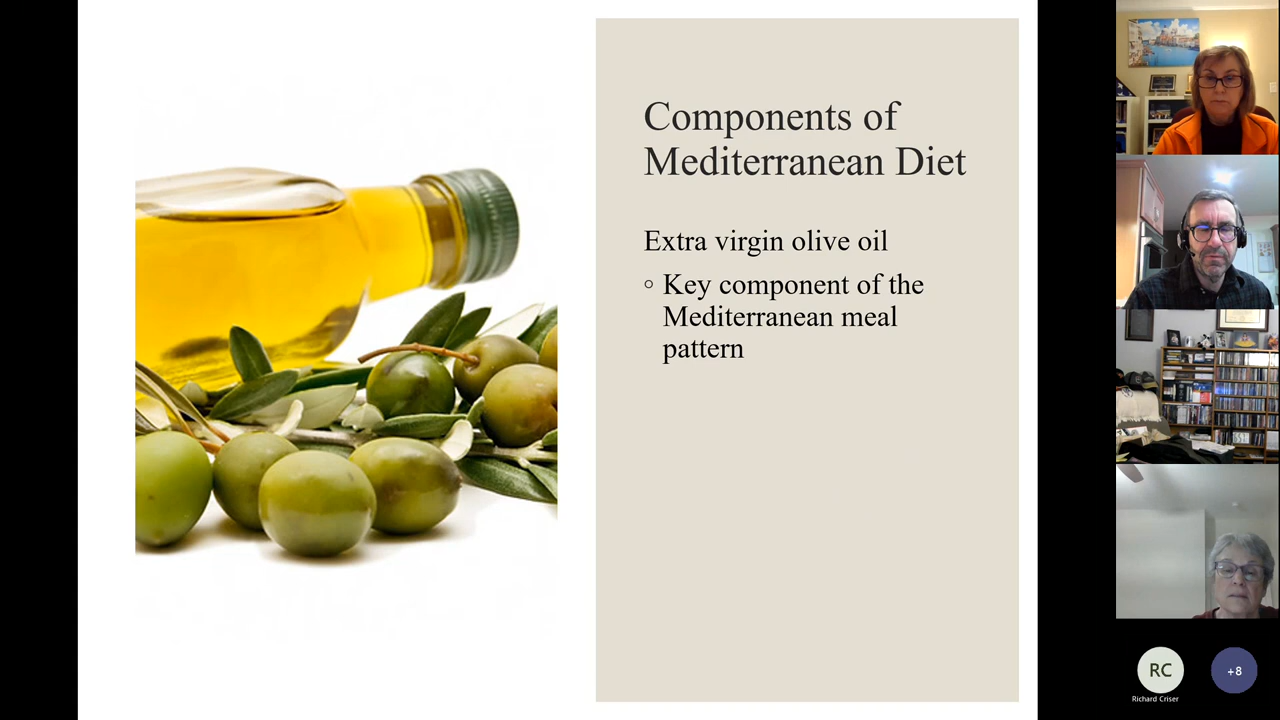 Components of
Mediterranean Diet
Extra virgin olive oil
Key component of the
Mediterranean meal
pattern
RC
Richard Criser
+8